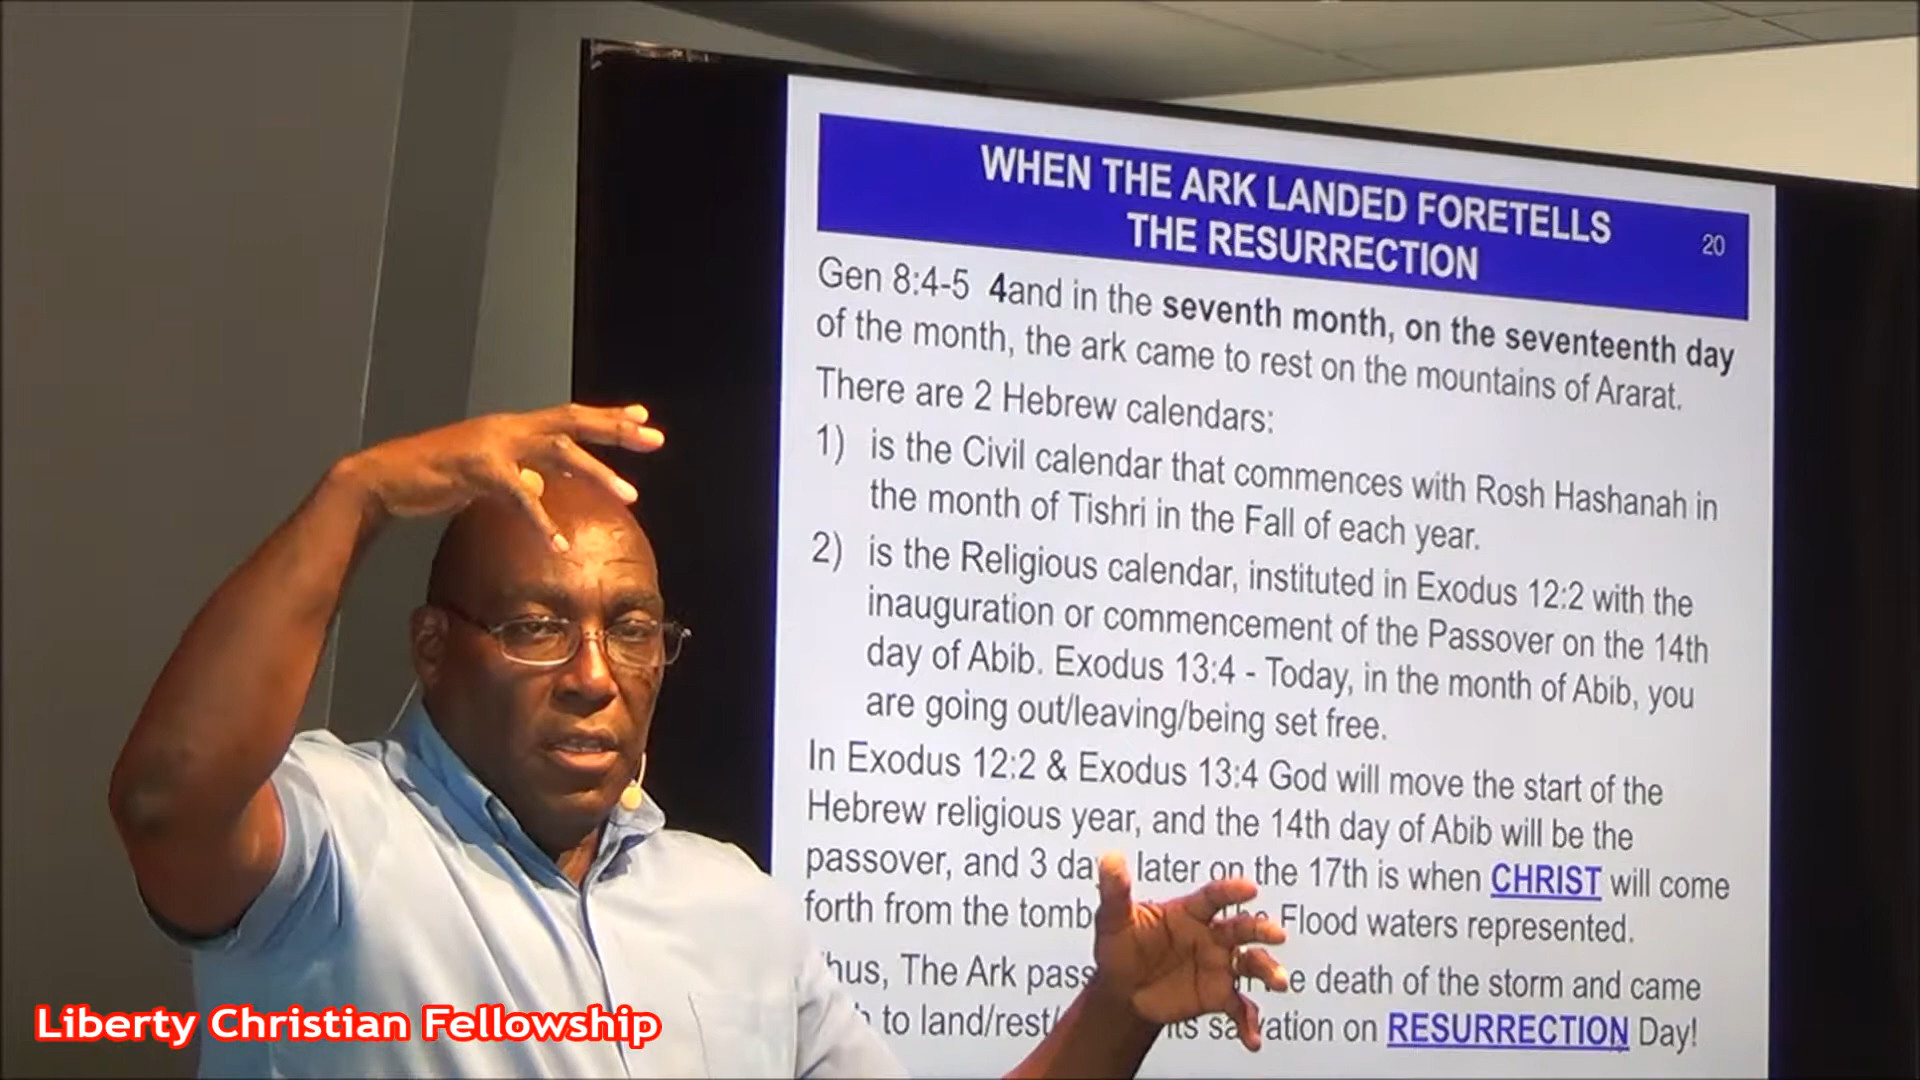 WHEN THE ARK LANDED FORETELLS
THE RESURRECTION
20
Gen 8:4-5 4and in the seventh month, on the seventeenth day
of the month, the ark came to rest on the mountains of Ararat.
There are 2 Hebrew calendars:
1) is the Civil calendar that commences with Rosh Hashanah in
the month of Tishri in the Fall of each year.
2) is the Religious calendar, instituted in Exodus 12:2 with the
inauguration or commencement of the Passover on the 14th
day of Abib. Exodus 13:4 - Today, in the month of Abib, you
are going out/leaving/being set free.
In Exodus 12:2 & Exodus 13:4 God will move the start of the
Hebrew religious year, and the 14th day of Abib will be the
passover, and 3 later on the 17th is when CHRIST will come
forth from the tomb Flood waters represented.
The Ark death of the storm and came
to land/rest/ on RESURRECTION Day!
Liberty Christian Fellowship